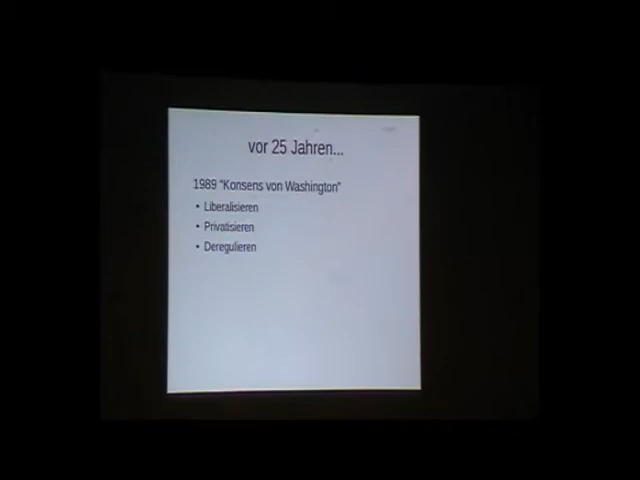 vor 25 Jahren...
1989 "Konsens von Washington"
• Liberalisieren
• Privatisieren
• Deregulieren